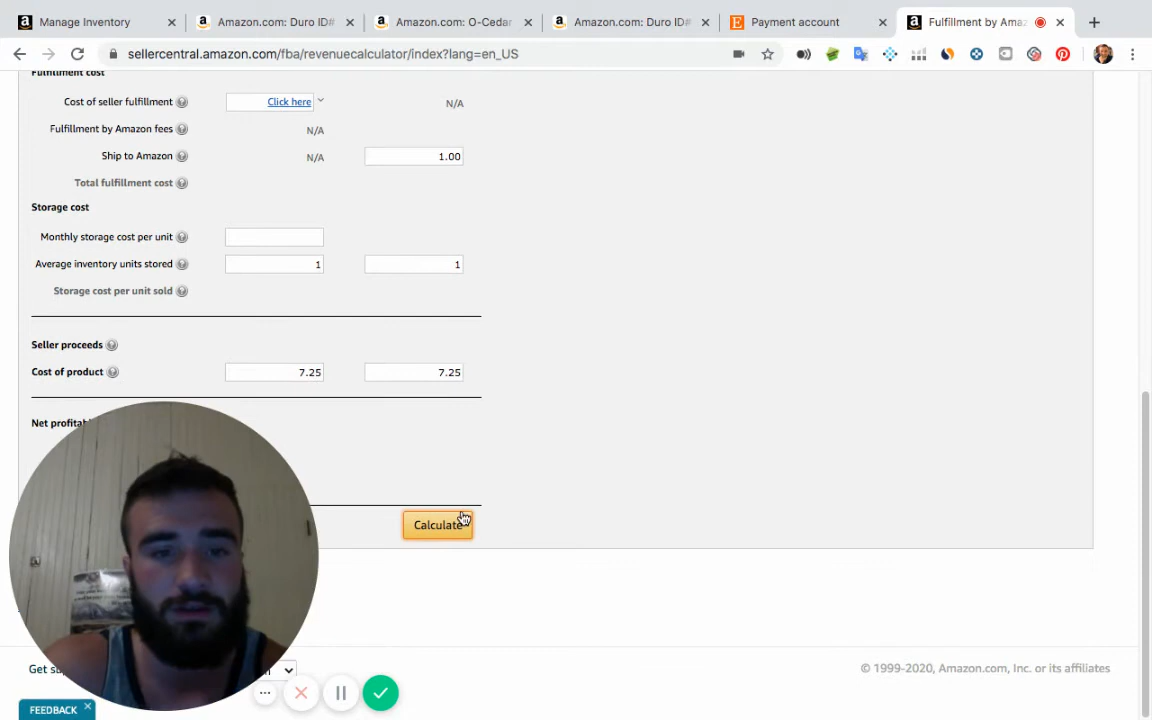 Manage Inventory
Amazon.com: Duro ID#
Amazon.com: O-Cedar
Amazon.com: Duro ID#
Payment account
Fulfillment by Amaz
sellercentral.amazon.com/fba/revenuecalculator/index?lang=en_US
Fulfillment cost
Cost of seller fulfillment
Click here
N/A
Fulfillment by Amazon fees
N/A
Ship to Amazon
N/A
1.00
Total fulfillment cost
Storage cost
Monthly storage cost per unit
Average inventory units stored
1
1
Storage cost per unit sold
Seller proceeds
Cost of product
7.25
7.25
Net profita
Calculate
Get su
© 1999-2020, Amazon.com, Inc. or its affiliates
FEEDBACK